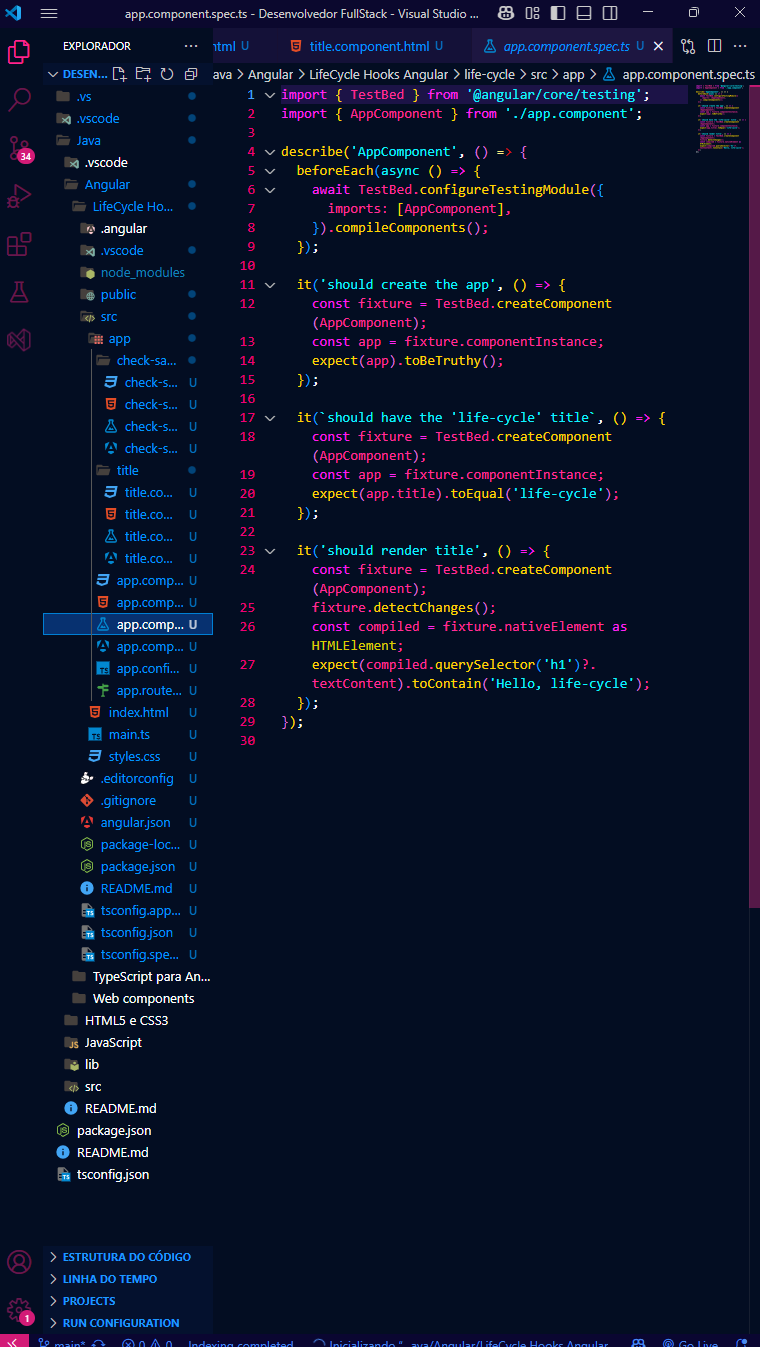 app.component.spec.ts - Desenvolvedor FullStack - Visual Studio ...
EXPLORADOR ...
html U
title.component.html U
app.component.spec.ts U
DESEN...
ava > Angular > LifeCycle Hooks Angular > life-cycle > src > app > app.component.spec.ts
.vs
.vscode
Java
.vscode
Angular
LifeCycle Ho...
.angular
.vscode
node_modules
public
src
app
check-sa...
check-s... U
check-s... U
check-s... U
check-s... U
title
title.co... U
title.co... U
title.co... U
title.co... U
app.comp... U
app.comp... U
app.comp... U
app.comp... U
app.confi... U
app.route... U
index.html U
main.ts U
styles.css U
.editorconfig U
.gitignore U
angular.json U
package-loc... U
package.json U
README.md U
tsconfig.app... U
tsconfig.json U
tsconfig.spe... U
TypeScript para An...
Web components
HTML5 e CSS3
JavaScript
lib
src
README.md
package.json
README.md
tsconfig.json
34
1
ESTRUTURA DO CÓDIGO
LINHA DO TEMPO
PROJECTS
RUN CONFIGURATION
1 import { TestBed } from '@angular/core/testing';
2 import { AppComponent } from './app.component';
3
4 describe('AppComponent', () => {
5 beforeEach(async () => {
6 await TestBed.configureTestingModule({
7 imports: [AppComponent],
8 }).compileComponents();
9 });
10
11 it('should create the app', () => {
12 const fixture = TestBed.createComponent
(AppComponent);
13 const app = fixture.componentInstance;
14 expect(app).toBeTruthy();
15 });
16
17 it(`should have the 'life-cycle' title`, () => {
18 const fixture = TestBed.createComponent
(AppComponent);
19 const app = fixture.componentInstance;
20 expect(app.title).toEqual('life-cycle');
21 });
22
23 it('should render title', () => {
24 const fixture = TestBed.createComponent
(AppComponent);
25 fixture.detectChanges();
26 const compiled = fixture.nativeElement as
HTMLElement;
27 expect(compiled.querySelector('h1')?.
textContent).toContain('Hello, life-cycle');
28 });
29 });
30
main* 0 0 Indexing completed. Inicializando "...ava/Angular/LifeCycle Hooks Angular Go Live